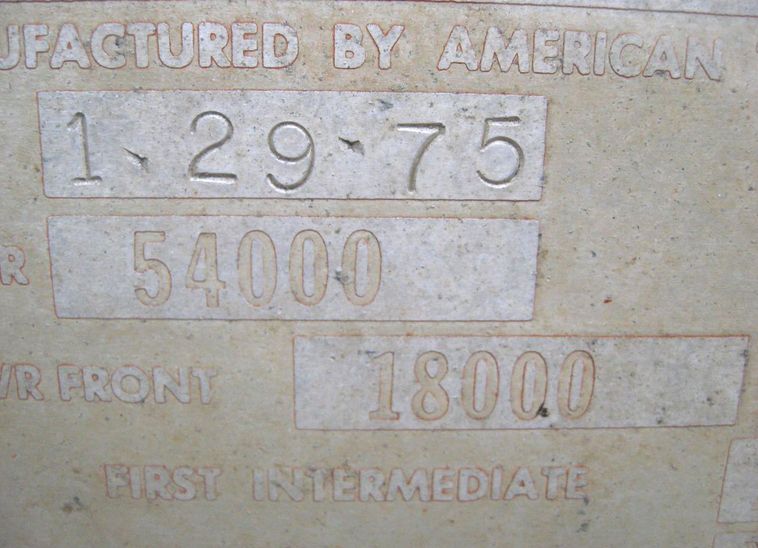 UFACTURED BY AMERICAN
1-29-75
R 54000
/R FRONT 18000
FIRST INTERMEDIATE